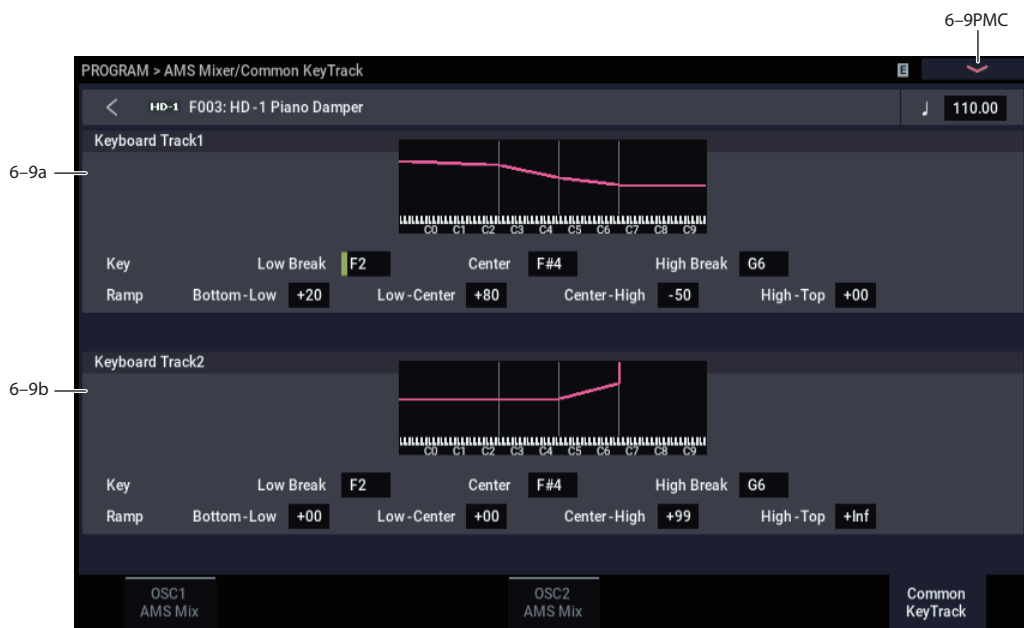 6–9PMC
PROGRAM > AMS Mixer/Common KeyTrack E
HD-1 F003: HD-1 Piano Damper 110.00
Keyboard Track1
6–9a
C0 C1 C2 C3 C4 C5 C6 C7 C8 C9
Key Low Break F2 Center F#4 High Break G6
Ramp Bottom-Low +20 Low-Center +80 Center-High -50 High-Top +00
Keyboard Track2
6–9b
C0 C1 C2 C3 C4 C5 C6 C7 C8 C9
Key Low Break F2 Center F#4 High Break G6
Ramp Bottom-Low +00 Low-Center +00 Center-High +99 High-Top +Inf
OSC1 OSC2 Common
AMS Mix AMS Mix KeyTrack